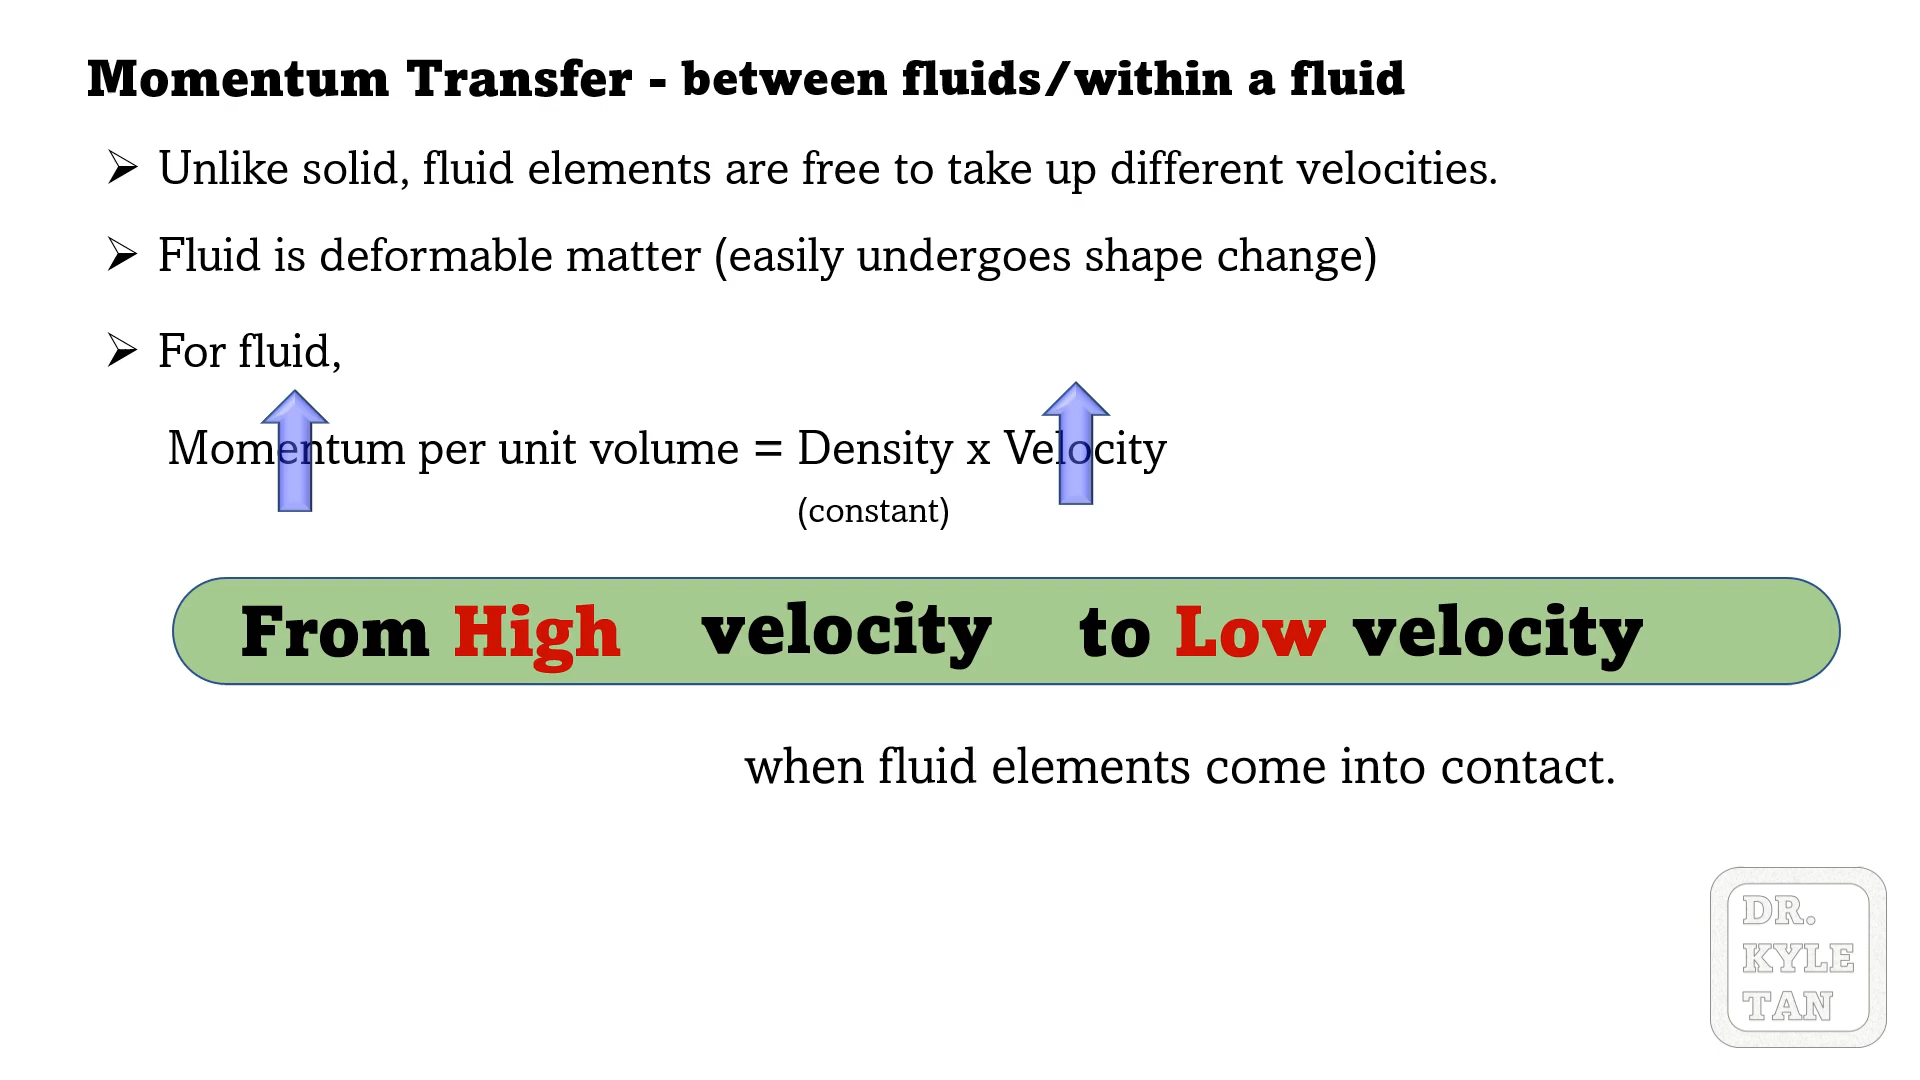 Momentum Transfer - between fluids/within a fluid
Unlike solid, fluid elements are free to take up different velocities.
Fluid is deformable matter (easily undergoes shape change)
For fluid,
Momentum per unit volume = Density x Velocity
(constant)
From High velocity to Low velocity
when fluid elements come into contact.
DR.
KYLE
TAN